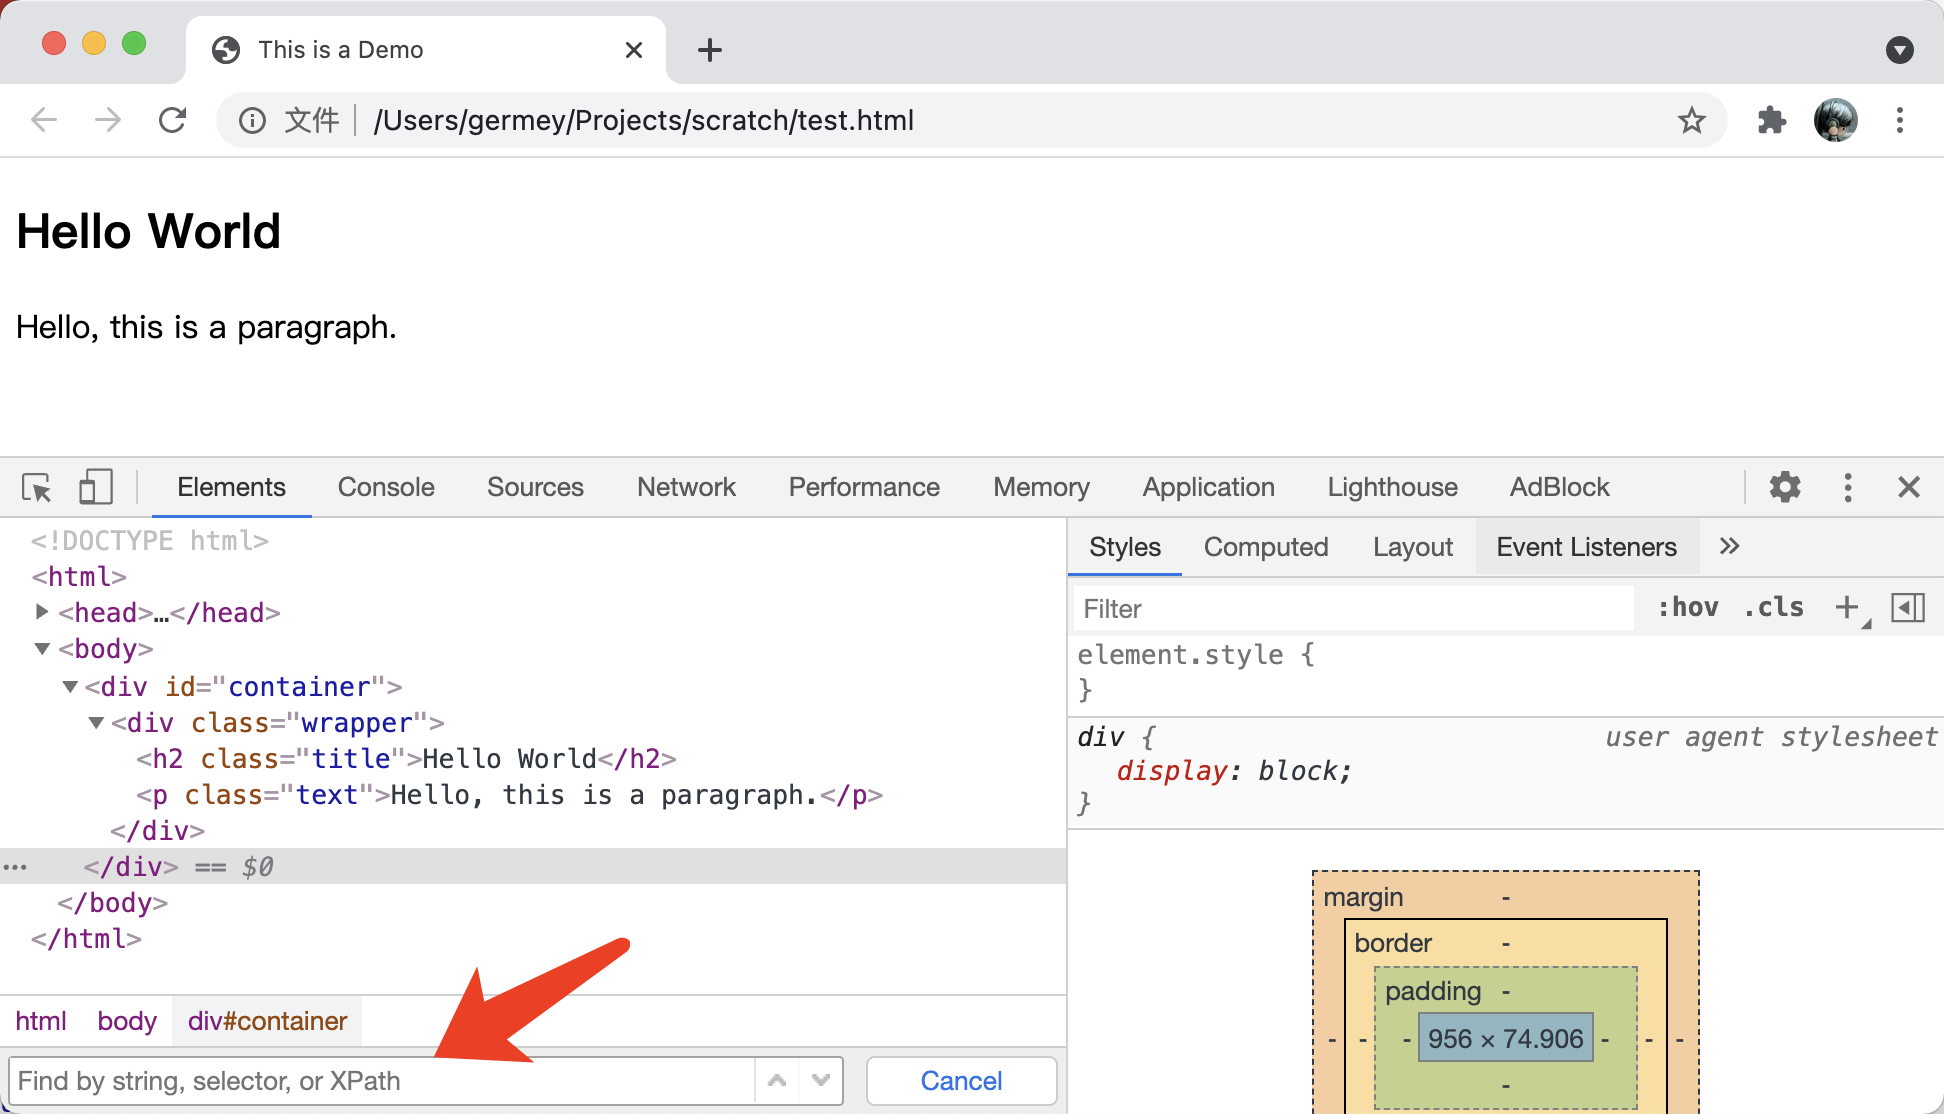 This is a Demo
文件 /Users/germey/Projects/scratch/test.html
Hello World
Hello, this is a paragraph.
Elements Console Sources Network Performance Memory Application Lighthouse AdBlock
<!DOCTYPE html>
<html>
<head>…</head>
<body>
<div id="container">
<div class="wrapper">
<h2 class="title">Hello World</h2>
<p class="text">Hello, this is a paragraph.</p>
</div>
</div> == $0
</body>
</html>
html body div#container
Find by string, selector, or XPath Cancel
Styles Computed Layout Event Listeners »
Filter :hov .cls +
element.style {
}
div { user agent stylesheet
display: block;
}
margin -
border -
padding -
- - - 956 × 74.906 - - -
-